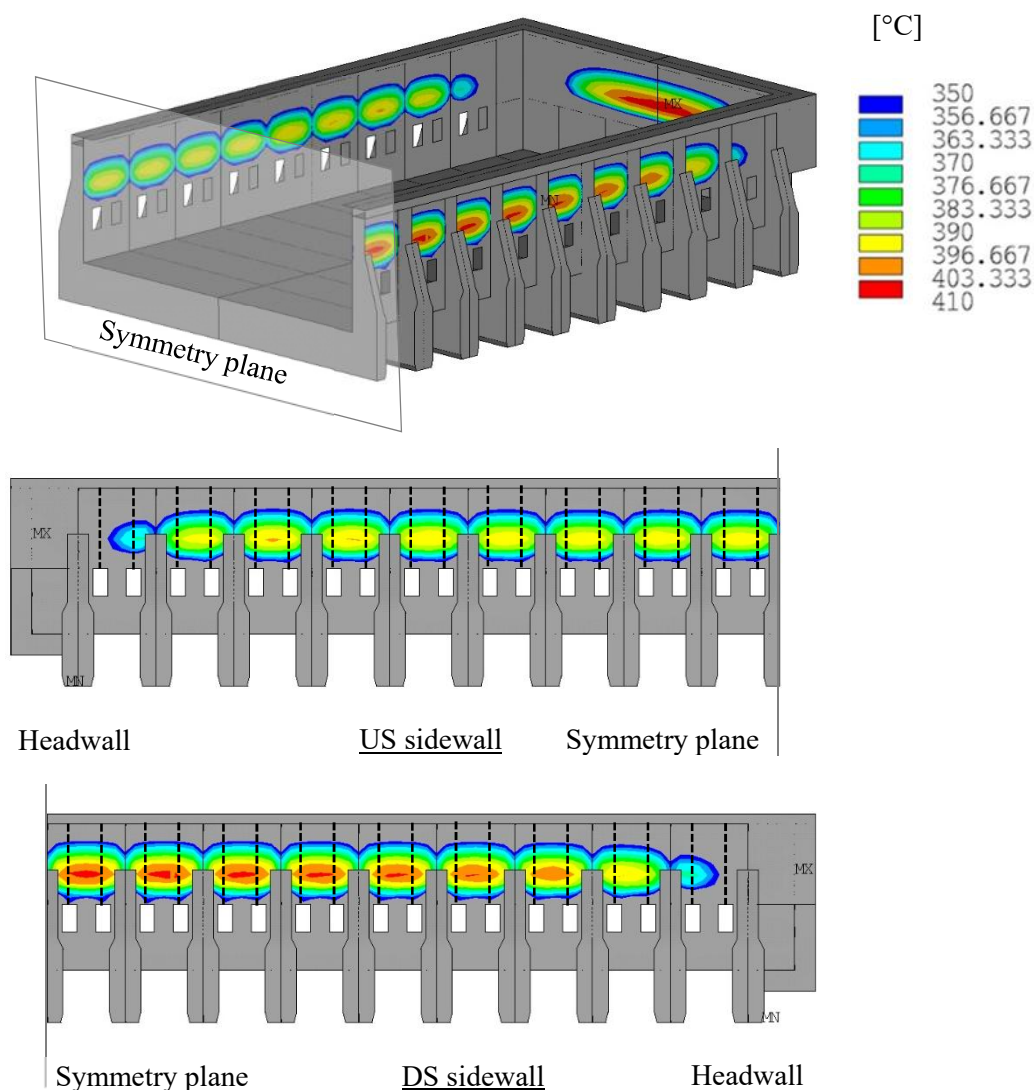 [°C]
350
356.667
363.333
370
376.667
383.333
390
396.667
403.333
410
MX
MN
Symmetry plane
MX
MN
Headwall US sidewall Symmetry plane
MX
MN
Symmetry plane DS sidewall Headwall